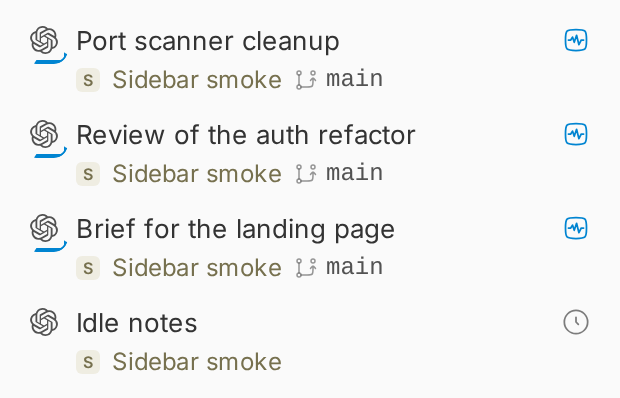 Port scanner cleanup
S Sidebar smoke main
Review of the auth refactor
S Sidebar smoke main
Brief for the landing page
S Sidebar smoke main
Idle notes
S Sidebar smoke